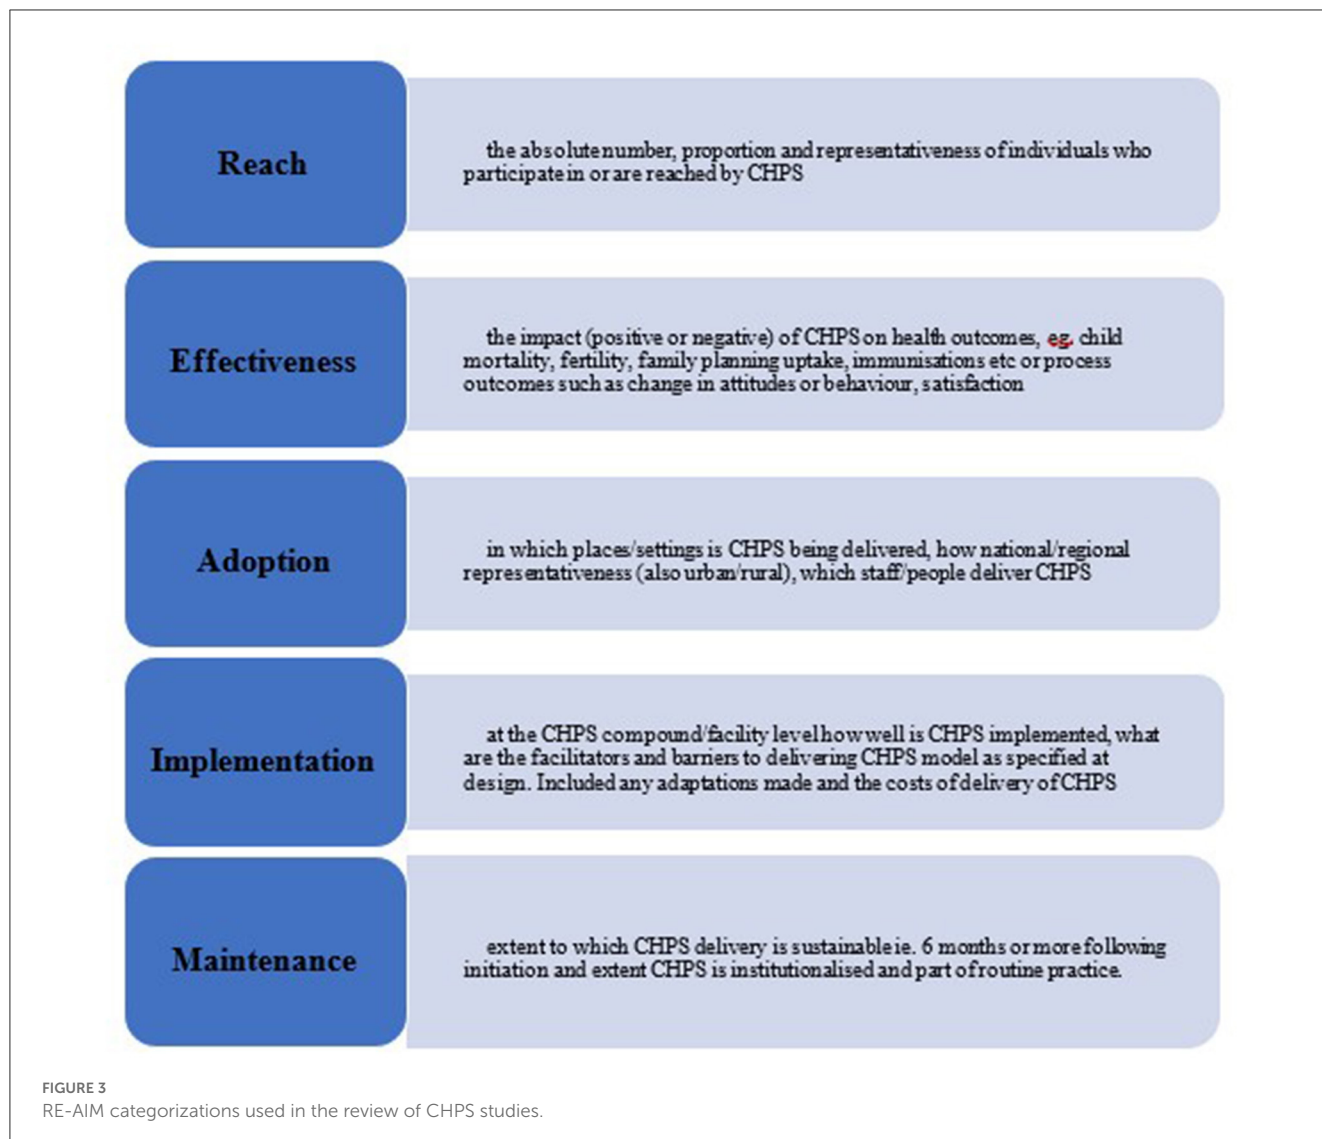 Reach
the absolute number, proportion and representativeness of individuals who
participate in or are reached by CHPS
Effectiveness
the impact (positive or negative) of CHPS on health outcomes, eg. child
mortality, fertility, family planning uptake, immunisations etc or process
outcomes such as change in attitudes or behaviour, satisfaction
Adoption
in which places/settings is CHPS being delivered, how national/regional
representativeness (also urban/rural), which staff/people deliver CHPS
Implementation
at the CHPS compound/facility level how well is CHPS implemented, what
are the facilitators and barriers to delivering CHPS model as specified at
design. Included any adaptations made and the costs of delivery of CHPS
Maintenance
extent to which CHPS delivery is sustainable ie. 6 months or more following
initiation and extent CHPS is institutionalised and part of routine practice.
FIGURE 3
RE-AIM categorizations used in the review of CHPS studies.